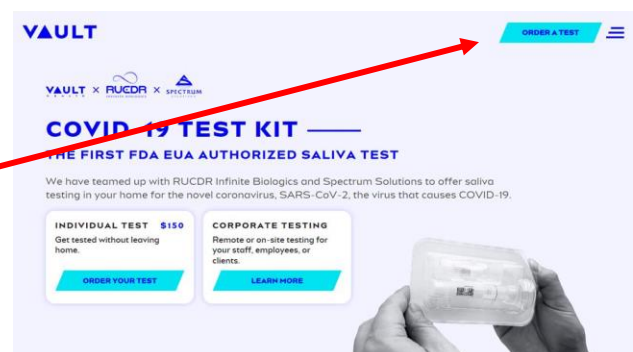 VAULT
ORDER A TEST
VAULT × RUCDR × SPECTRUM
COVID-19 TEST KIT
THE FIRST FDA EUA AUTHORIZED SALIVA TEST
We have teamed up with RUCDR Infinite Biologics and Spectrum Solutions to offer saliva
testing in your home for the novel coronavirus, SARS-CoV-2, the virus that causes COVID-19.
INDIVIDUAL TEST $150
Get tested without leaving
home.
ORDER YOUR TEST
CORPORATE TESTING
Remote or on-site testing for
your staff, employees, or
clients.
LEARN MORE